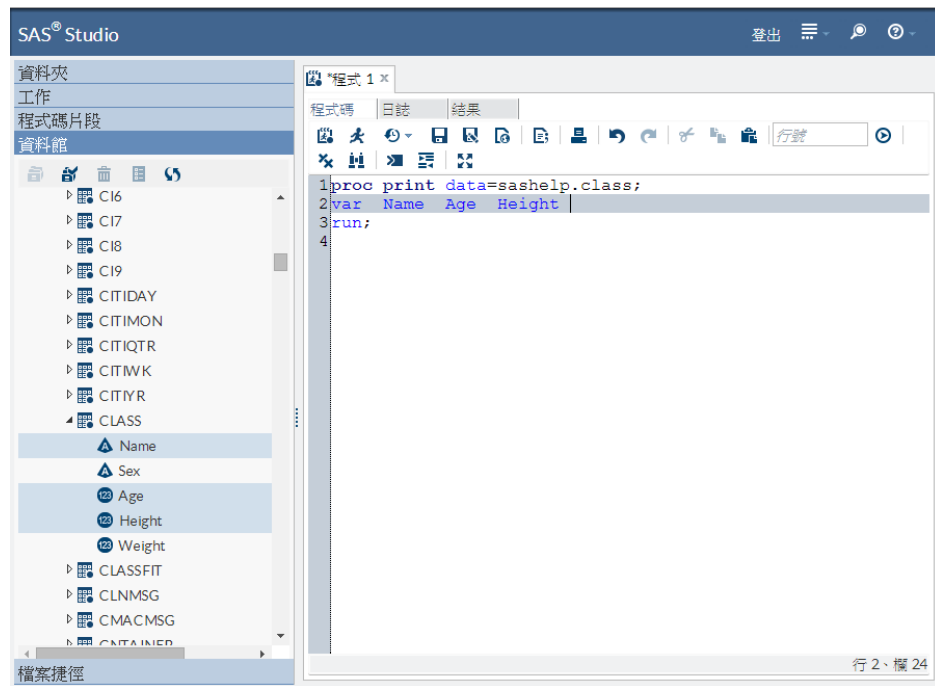 SAS® Studio
登出
資料夾
工作
程式碼片段
資料館
CI6
CI7
CI8
CI9
CITIDAY
CITIMON
CITIQTR
CITIWK
CITIYR
CLASS
Name
Sex
Age
Height
Weight
CLASSFIT
CLNMSG
CMACMSG
CNTAINER
檔案捷徑
*程式 1 ×
程式碼 日誌 結果
行號
1 proc print data=sashelp.class;
2 var Name Age Height
3 run;
4
行 2、欄 24